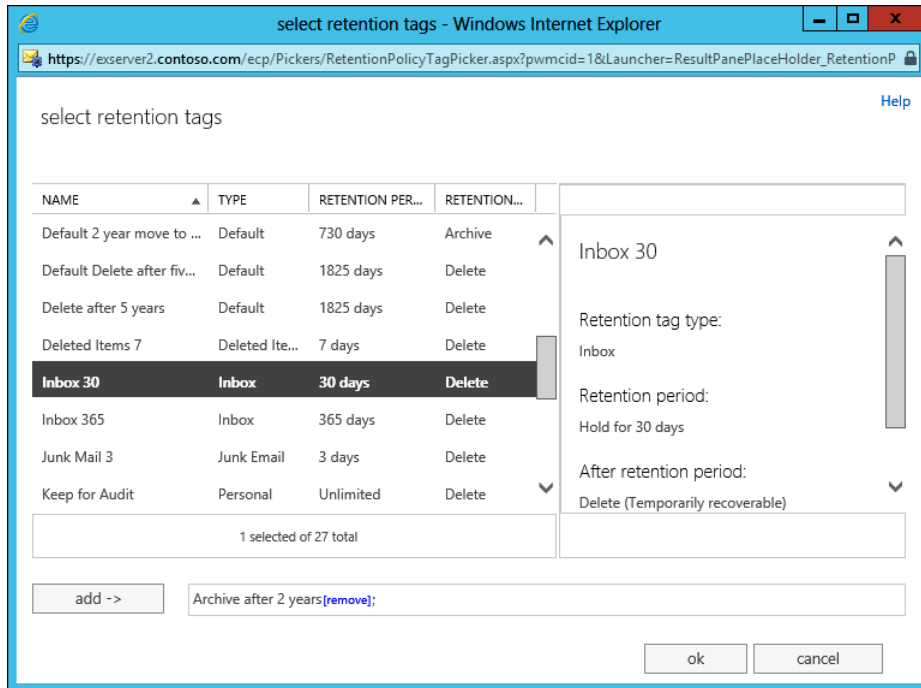 select retention tags - Windows Internet Explorer
https://exserver2.contoso.com/ecp/Pickers/RetentionPolicyTagPicker.aspx?pwmcid=1&Launcher=ResultPanePlaceHolder_RetentionP
Help
select retention tags
NAME TYPE RETENTION PER... RETENTION...
Default 2 year move to ... Default 730 days Archive
Default Delete after fiv... Default 1825 days Delete
Delete after 5 years Default 1825 days Delete
Deleted Items 7 Deleted Ite... 7 days Delete
Inbox 30 Inbox 30 days Delete
Inbox 365 Inbox 365 days Delete
Junk Mail 3 Junk Email 3 days Delete
Keep for Audit Personal Unlimited Delete
1 selected of 27 total
Inbox 30
Retention tag type:
Inbox
Retention period:
Hold for 30 days
After retention period:
Delete (Temporarily recoverable)
add -> Archive after 2 years[remove];
ok cancel